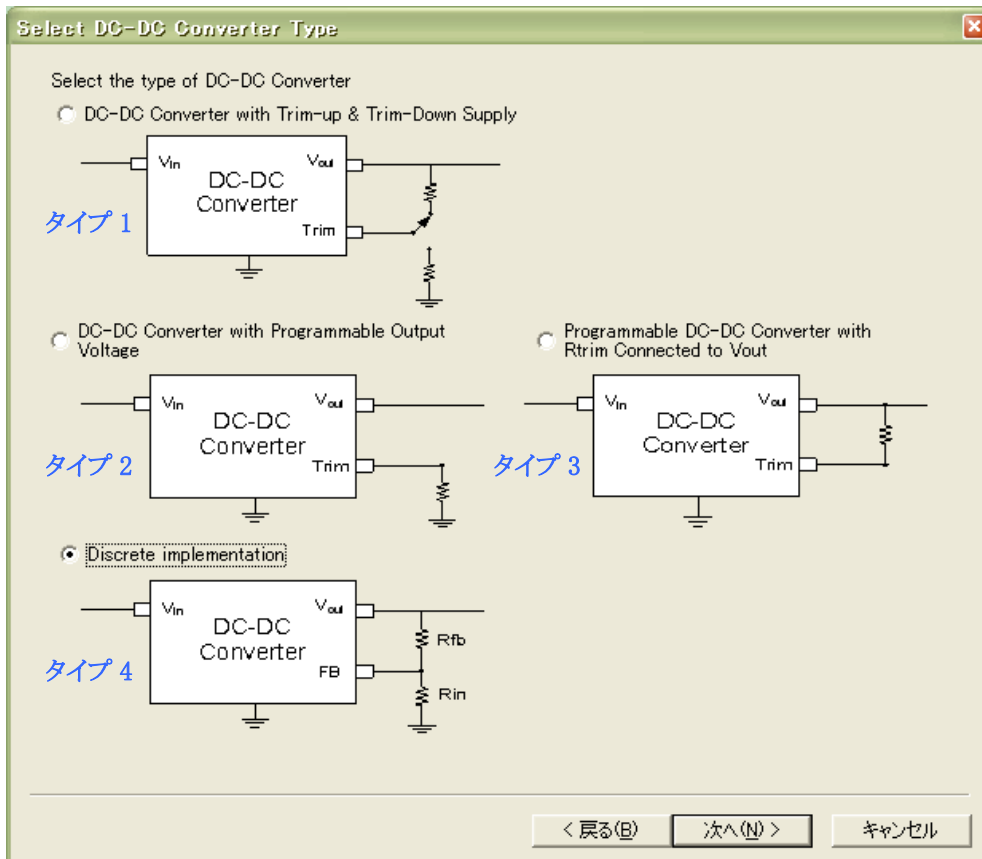 Select DC-DC Converter Type
Select the type of DC-DC Converter
DC-DC Converter with Trim-up & Trim-Down Supply
Vin
Vout
DC-DC
Converter
Trim
タイプ 1
DC-DC Converter with Programmable Output
Voltage
Vin
Vout
DC-DC
Converter
Trim
タイプ 2
Programmable DC-DC Converter with
Rtrim Connected to Vout
Vin
Vout
DC-DC
Converter
Trim
タイプ 3
Discrete implementation
Vin
Vout
DC-DC
Converter
Rfb
FB
Rin
タイプ 4
< 戻る(B)
次へ(N) >
キャンセル